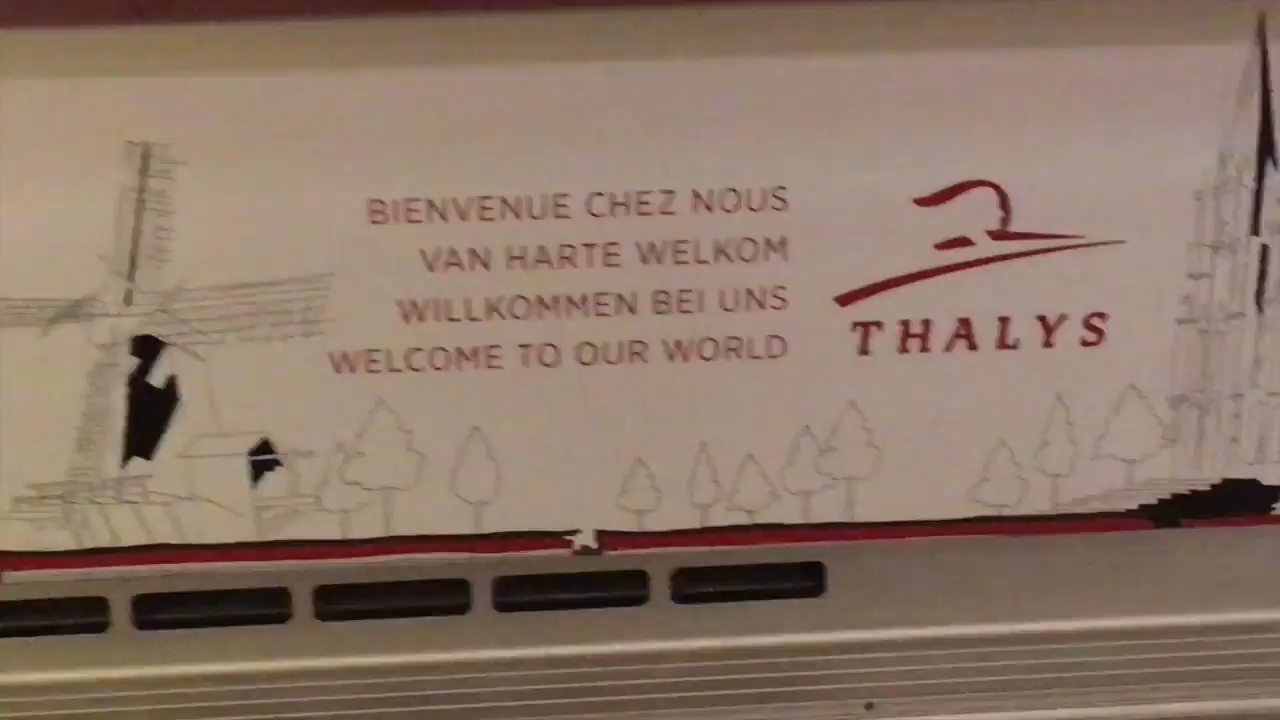 BIENVENUE CHEZ NOUS
VAN HARTE WELKOM
WILLKOMMEN BEI UNS
WELCOME TO OUR WORLD
THALYS